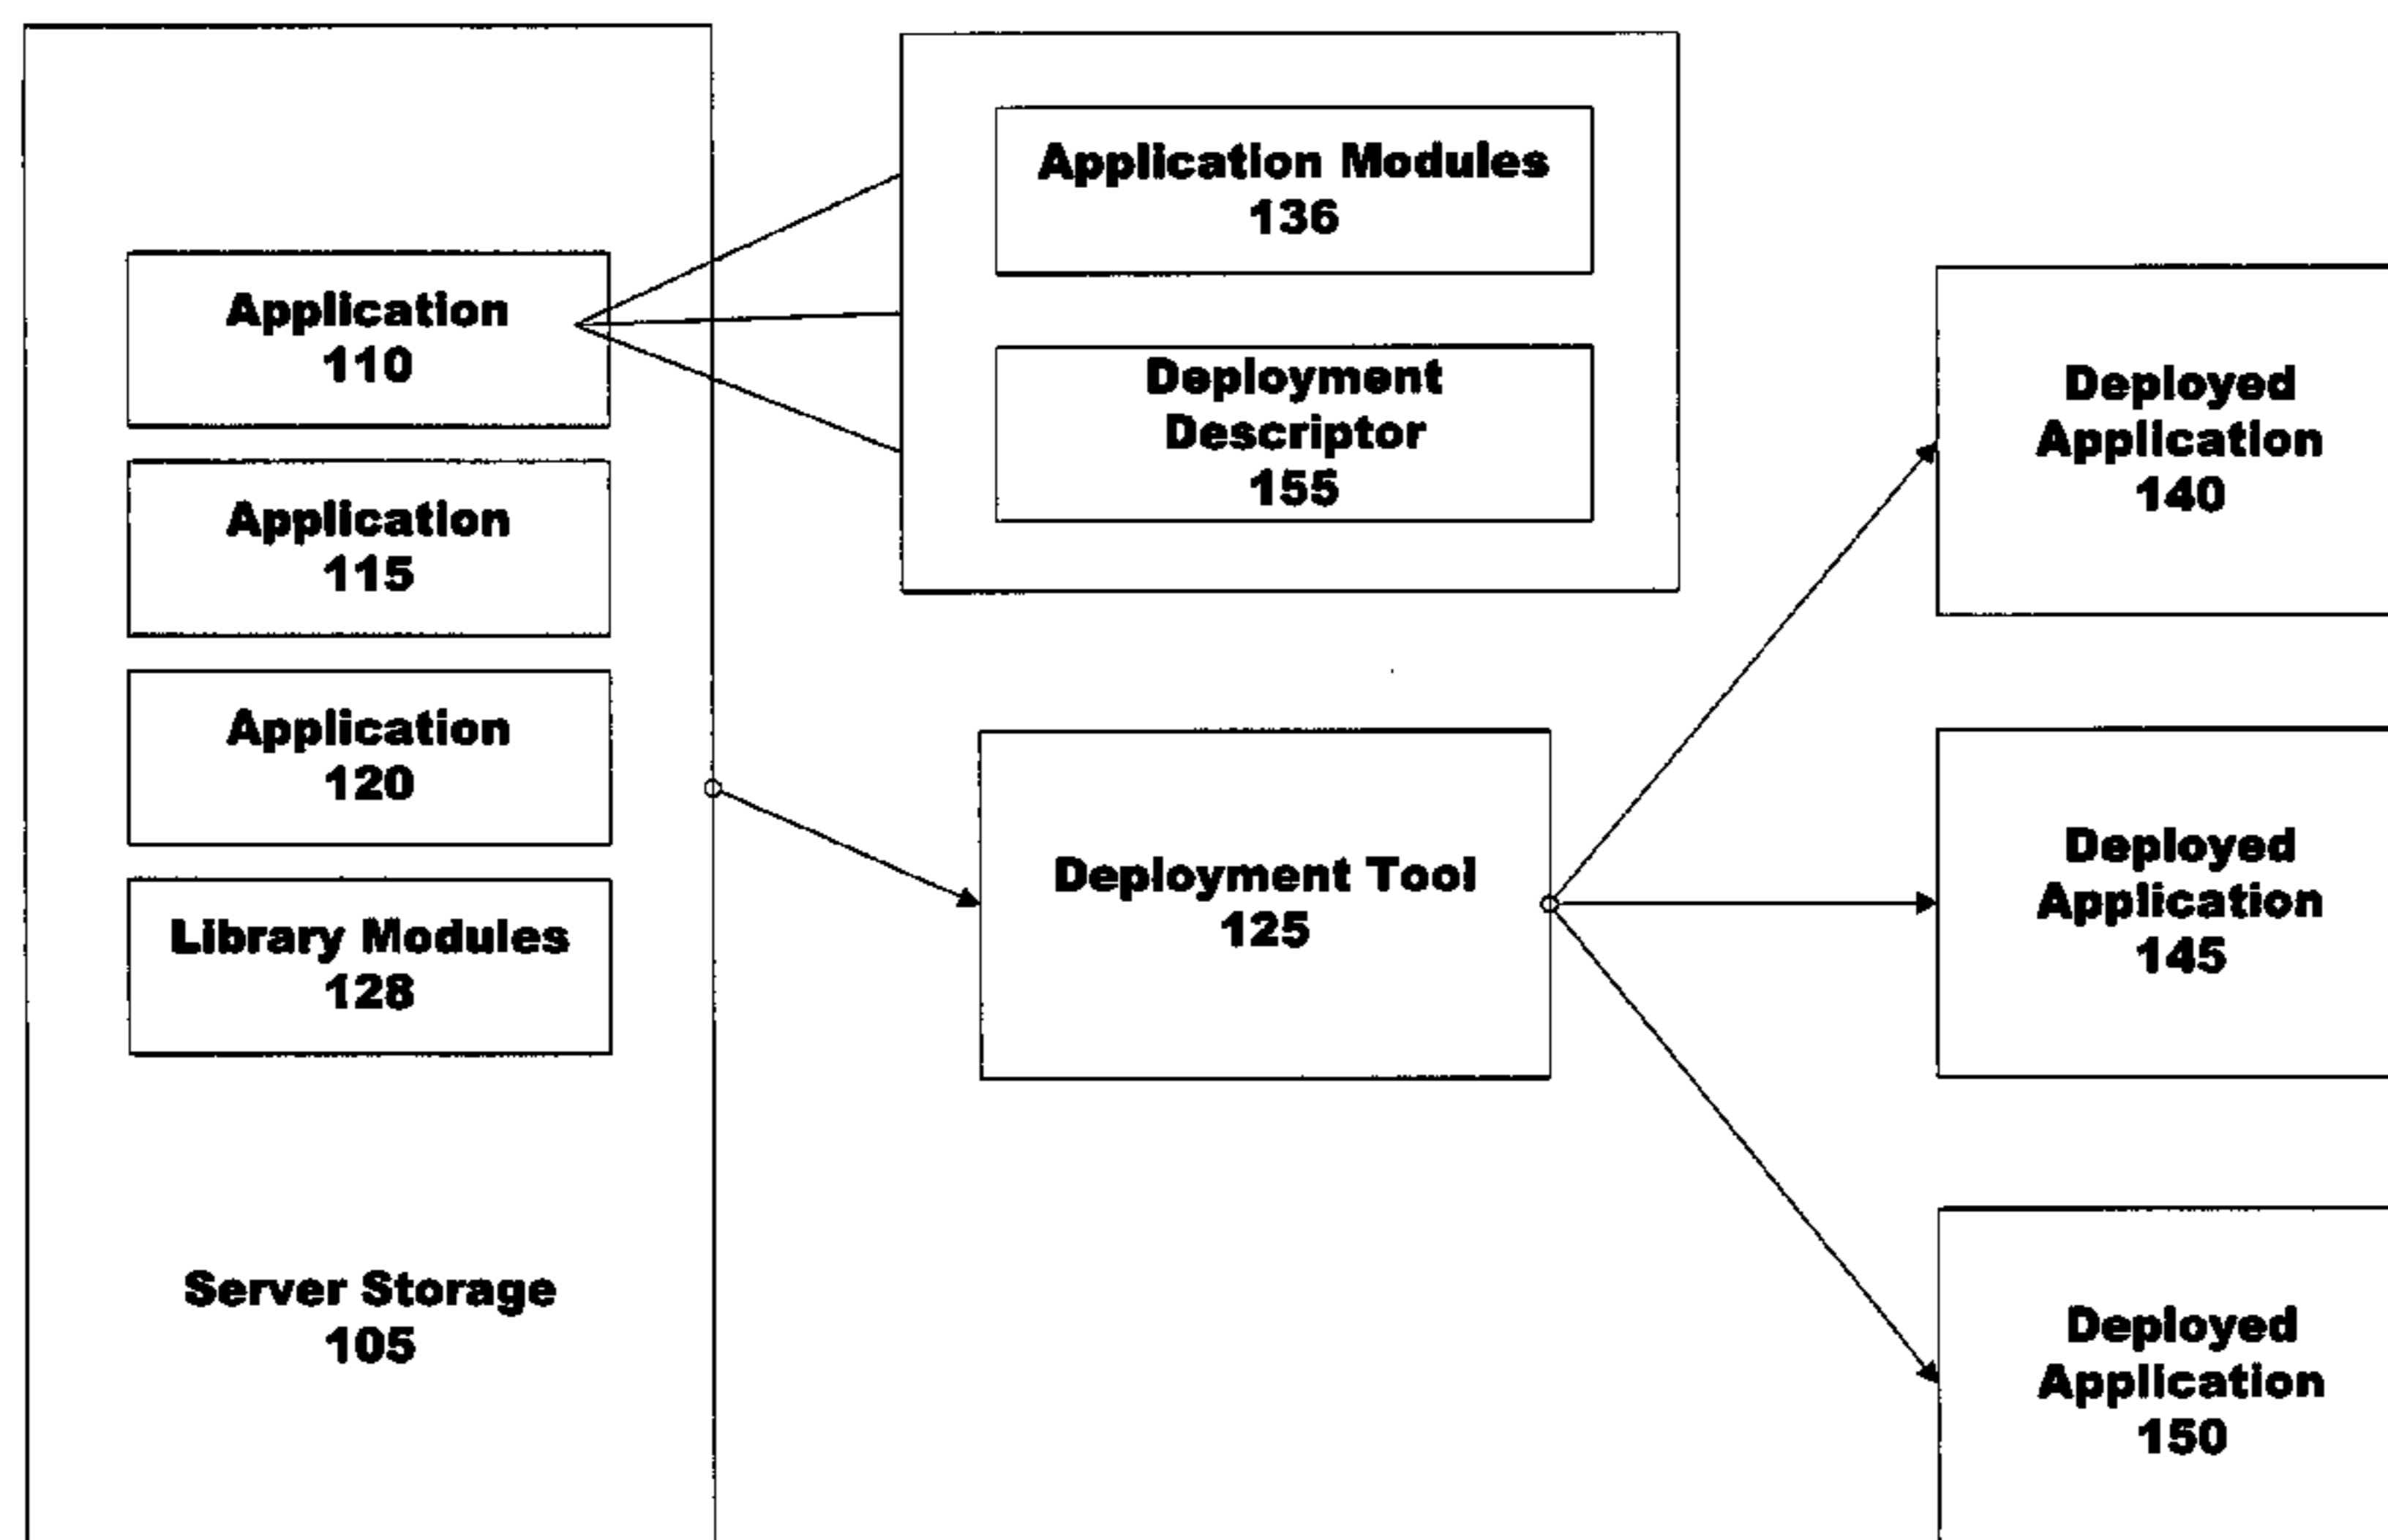 Application
110
Application
115
Application
120
Library Modules
128
Server Storage
105
Application Modules
136
Deployment
Descriptor
155
Deployment Tool
125
Deployed
Application
140
Deployed
Application
145
Deployed
Application
150